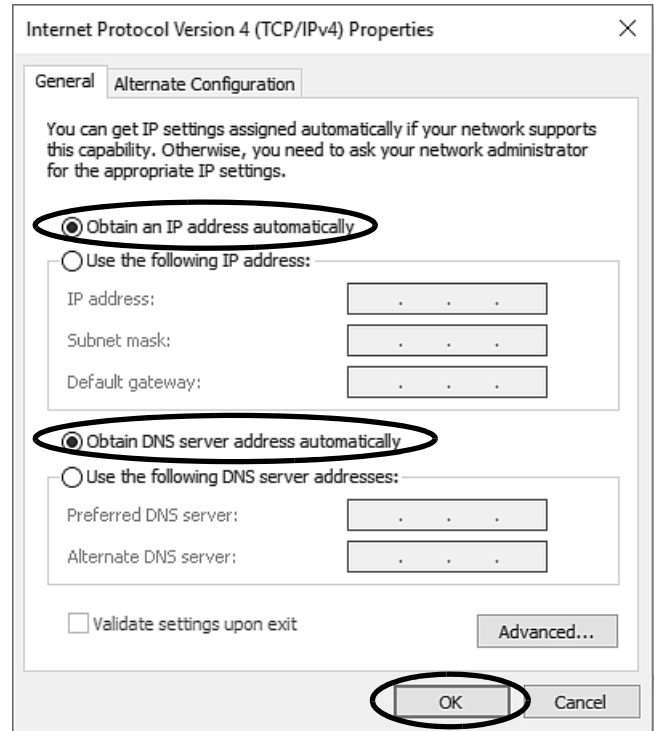 Internet Protocol Version 4 (TCP/IPv4) Properties
General
Alternate Configuration
You can get IP settings assigned automatically if your network supports
this capability. Otherwise, you need to ask your network administrator
for the appropriate IP settings.
Obtain an IP address automatically
Use the following IP address:
IP address:
Subnet mask:
Default gateway:
Obtain DNS server address automatically
Use the following DNS server addresses:
Preferred DNS server:
Alternate DNS server:
Validate settings upon exit
Advanced...
OK
Cancel